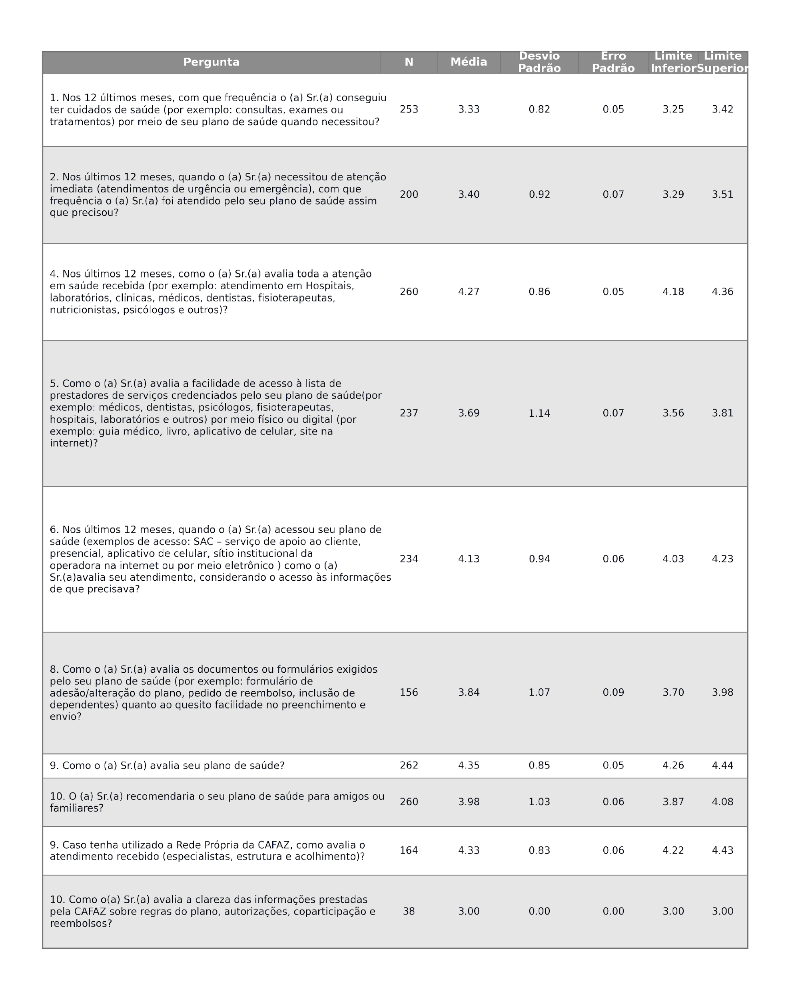 Pergunta N Média Desvio Padrão Erro Padrão Limite Inferior Limite Superior
1. Nos 12 últimos meses, com que frequência o (a) Sr.(a) conseguiu
ter cuidados de saúde (por exemplo: consultas, exames ou
tratamentos) por meio de seu plano de saúde quando necessitou?
253 3.33 0.82 0.05 3.25 3.42
2. Nos últimos 12 meses, quando o (a) Sr.(a) necessitou de atenção
imediata (atendimentos de urgência ou emergência), com que
frequência o (a) Sr.(a) foi atendido pelo seu plano de saúde assim
que precisou?
200 3.40 0.92 0.07 3.29 3.51
4. Nos últimos 12 meses, como o (a) Sr.(a) avalia toda a atenção
em saúde recebida (por exemplo: atendimento em Hospitais,
laboratórios, clínicas, médicos, dentistas, fisioterapeutas,
nutricionistas, psicólogos e outros)?
260 4.27 0.86 0.05 4.18 4.36
5. Como o (a) Sr.(a) avalia a facilidade de acesso à lista de
prestadores de serviços credenciados pelo seu plano de saúde(por
exemplo: médicos, dentistas, psicólogos, fisioterapeutas,
hospitais, laboratórios e outros) por meio físico ou digital (por
exemplo: guia médico, livro, aplicativo de celular, site na
internet)?
237 3.69 1.14 0.07 3.56 3.81
6. Nos últimos 12 meses, quando o (a) Sr.(a) acessou seu plano de
saúde (exemplos de acesso: SAC – serviço de apoio ao cliente,
presencial, aplicativo de celular, sítio institucional da
operadora na internet ou por meio eletrônico ) como o (a)
Sr.(a)avalia seu atendimento, considerando o acesso às informações
de que precisava?
234 4.13 0.94 0.06 4.03 4.23
8. Como o (a) Sr.(a) avalia os documentos ou formulários exigidos
pelo seu plano de saúde (por exemplo: formulário de
adesão/alteração do plano, pedido de reembolso, inclusão de
dependentes) quanto ao quesito facilidade no preenchimento e
envio?
156 3.84 1.07 0.09 3.70 3.98
9. Como o (a) Sr.(a) avalia seu plano de saúde? 262 4.35 0.85 0.05 4.26 4.44
10. O (a) Sr.(a) recomendaria o seu plano de saúde para amigos ou
familiares?
260 3.98 1.03 0.06 3.87 4.08
9. Caso tenha utilizado a Rede Própria da CAFAZ, como avalia o
atendimento recebido (especialistas, estrutura e acolhimento)?
164 4.33 0.83 0.06 4.22 4.43
10. Como o(a) Sr.(a) avalia a clareza das informações prestadas
pela CAFAZ sobre regras do plano, autorizações, coparticipação e
reembolsos?
38 3.00 0.00 0.00 3.00 3.00